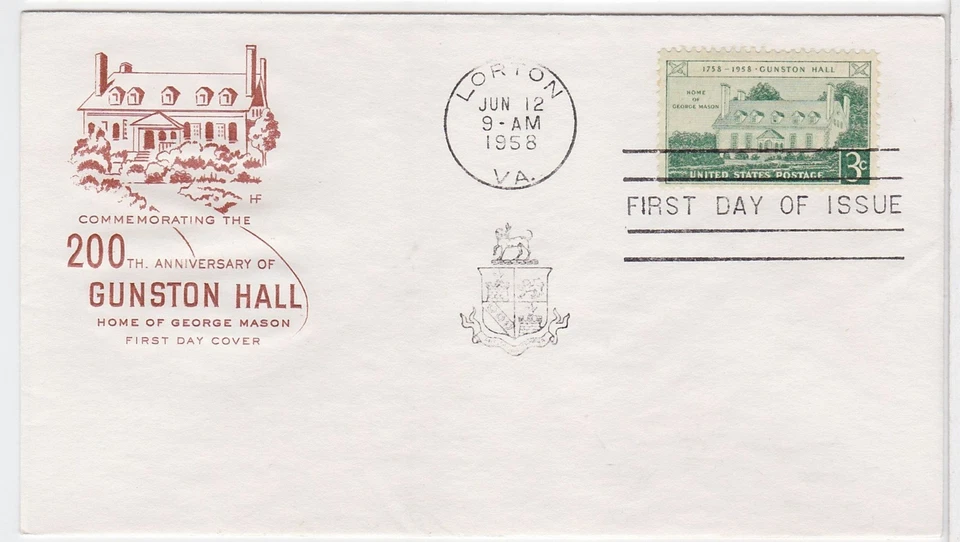 HF
COMMEMORATING THE
200TH. ANNIVERSARY OF
GUNSTON HALL
HOME OF GEORGE MASON
FIRST DAY COVER
LORTON
JUN 12
9-AM
1958
VA.
1758-1958·GUNSTON HALL
HOME
OF
GEORGE MASON
UNITED STATES POSTAGE 3c
FIRST DAY OF ISSUE